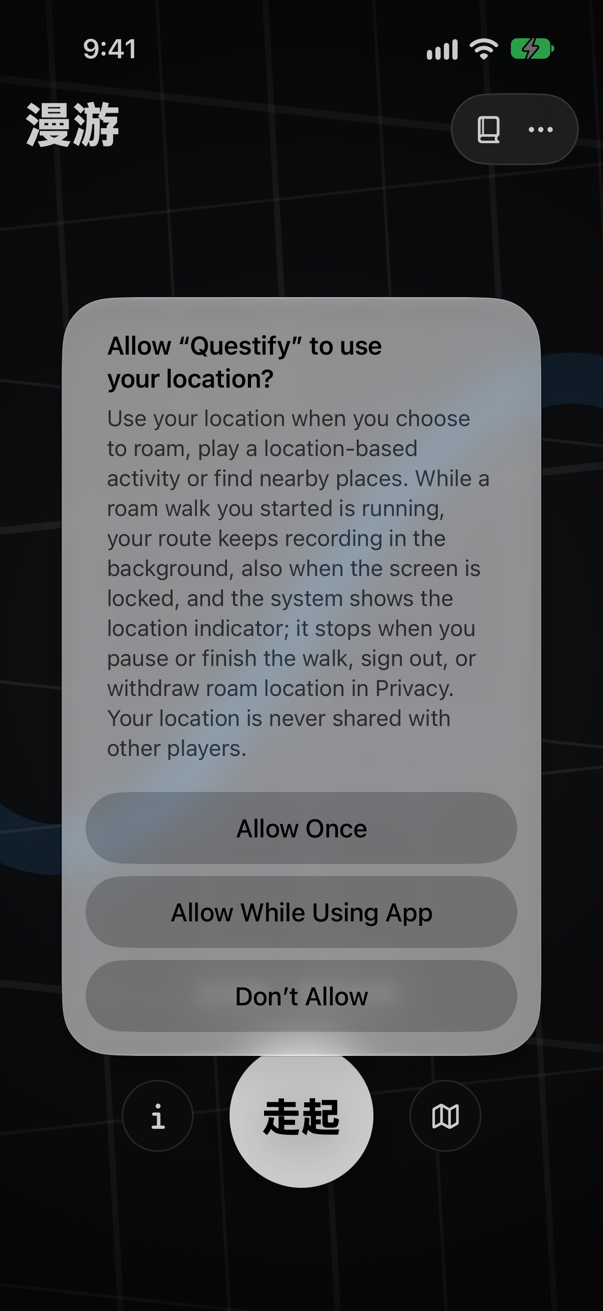 9:41
漫游
Allow “Questify” to use
your location?
Use your location when you choose
to roam, play a location-based
activity or find nearby places. While a
roam walk you started is running,
your route keeps recording in the
background, also when the screen is
locked, and the system shows the
location indicator; it stops when you
pause or finish the walk, sign out, or
withdraw roam location in Privacy.
Your location is never shared with
other players.
Allow Once
Allow While Using App
Don’t Allow
走起